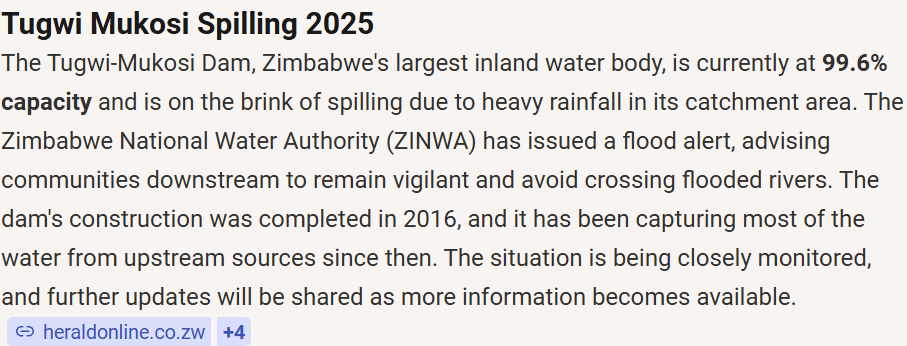 Tugwi Mukosi Spilling 2025
The Tugwi-Mukosi Dam, Zimbabwe's largest inland water body, is currently at 99.6%
capacity and is on the brink of spilling due to heavy rainfall in its catchment area. The
Zimbabwe National Water Authority (ZINWA) has issued a flood alert, advising
communities downstream to remain vigilant and avoid crossing flooded rivers. The
dam's construction was completed in 2016, and it has been capturing most of the
water from upstream sources since then. The situation is being closely monitored,
and further updates will be shared as more information becomes available.
heraldonline.co.zw +4